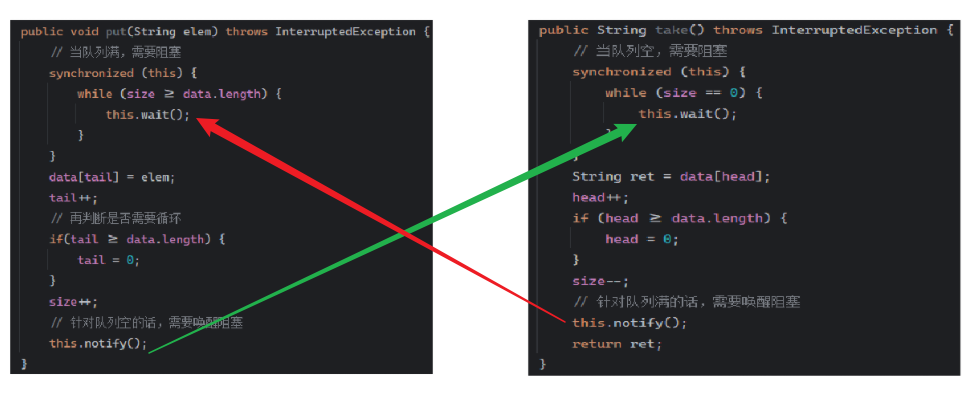 public void put(String elem) throws InterruptedException {
// 当队列满，需要阻塞
synchronized (this) {
while (size ≥ data.length) {
this.wait();
}
}
data[tail] = elem;
tail++;
// 再判断是否需要循环
if(tail ≥ data.length) {
tail = 0;
}
size++;
// 针对队列空的话，需要唤醒阻塞
this.notify();
}
public String take() throws InterruptedException {
// 当队列空，需要阻塞
synchronized (this) {
while (size == 0) {
this.wait();
}
}
String ret = data[head];
head++;
if (head ≥ data.length) {
head = 0;
}
size--;
// 针对队列满的话，需要唤醒阻塞
this.notify();
return ret;
}